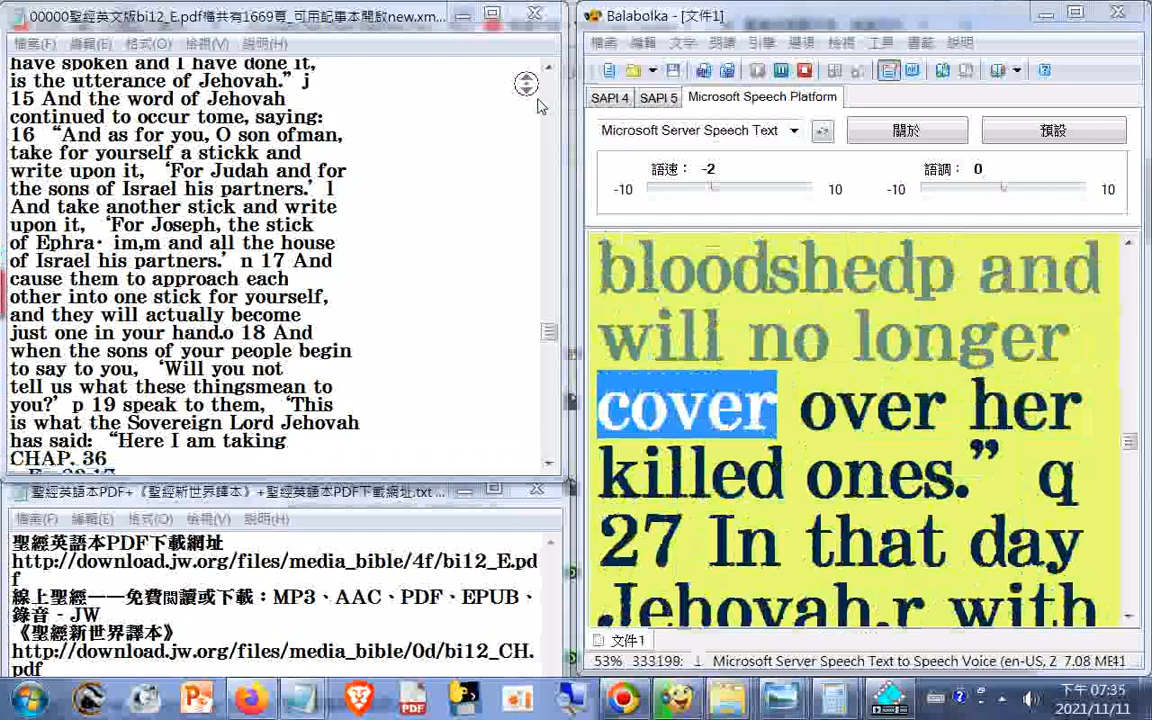 00000聖經英文版bi12_E.pdf檔共有1669頁_可用記事本開啟new.xm...
檔案(F) 編輯(E) 格式(O) 檢視(V) 說明(H)
have spoken and I have done it,
is the utterance of Jehovah.” j
15 And the word of Jehovah
continued to occur tome, saying:
16 “And as for you, O son ofman,
take for yourself a stickk and
write upon it, ‘For Judah and for
the sons of Israel his partners.’ l
And take another stick and write
upon it, ‘For Joseph, the stick
of Ephra· im,m and all the house
of Israel his partners.’ n 17 And
cause them to approach each
other into one stick for yourself,
and they will actually become
just one in your hand.o 18 And
when the sons of your people begin
to say to you, ‘Will you not
tell us what these thingsmean to
you?’ p 19 speak to them, ‘This
is what the Sovereign Lord Jehovah
has said: “Here I am taking
CHAP. 36
聖經英語本PDF+《聖經新世界譯本》+聖經英語本PDF下載網址.txt ...
檔案(F) 編輯(E) 格式(O) 檢視(V) 說明(H)
聖經英語本PDF下載網址
http://download.jw.org/files/media_bible/4f/bi12_E.pd
f
線上聖經——免費閱讀或下載：MP3、AAC、PDF、EPUB、
錄音 - JW
《聖經新世界譯本》
http://download.jw.org/files/media_bible/0d/bi12_CH.
pdf
Balabolka - [文件1]
檔案 編輯 文字 朗讀 引擎 選項 檢視 工具 書籤 說明
SAPI 4 SAPI 5 Microsoft Speech Platform
Microsoft Server Speech Text 關於 預設
語速： -2 語調： 0
-10 10 -10 10
bloodshedp and
will no longer
cover over her
killed ones.” q
27 In that day
Jehovah,r with
文件1
53% 333198: Microsoft Server Speech Text to Speech Voice (en-US, Z 7.08 ME41
PDF
下午 07:35
2021/11/11